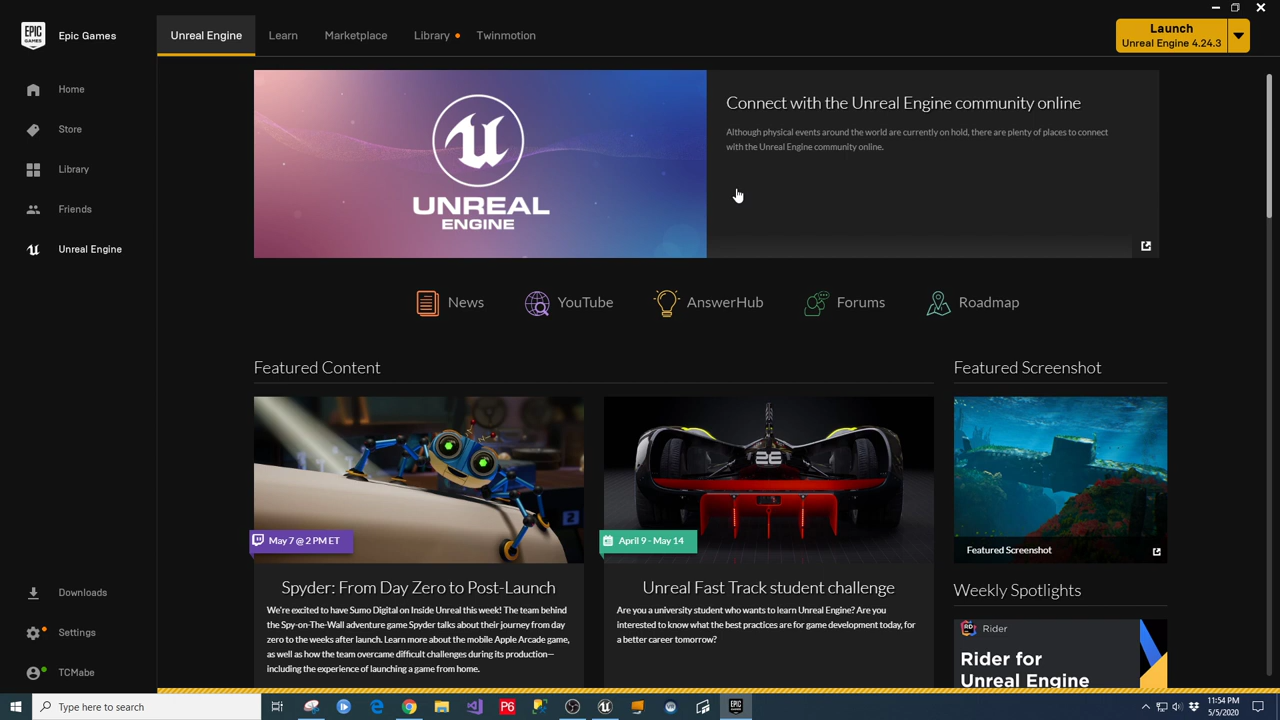 EPIC GAMES
Epic Games
Unreal Engine
Learn
Marketplace
Library
Twinmotion
Launch
Unreal Engine 4.24.3
Home
Store
Library
Friends
Unreal Engine
UNREAL
ENGINE
Connect with the Unreal Engine community online
Although physical events around the world are currently on hold, there are plenty of places to connect
with the Unreal Engine community online.
News
YouTube
AnswerHub
Forums
Roadmap
Featured Content
Featured Screenshot
May 7 @ 2 PM ET
April 9 - May 14
Featured Screenshot
Spyder: From Day Zero to Post-Launch
We're excited to have Sumo Digital on Inside Unreal this week! The team behind
the Spy-on-The-Wall adventure game Spyder talks about their journey from day
zero to the weeks after launch. Learn more about the mobile Apple Arcade game,
as well as how the team overcame difficult challenges during its production—
including the experience of launching a game from home.
Unreal Fast Track student challenge
Are you a university student who wants to learn Unreal Engine? Are you
interested to know what the best practices are for game development today, for
a better career tomorrow?
Weekly Spotlights
RD
Rider
Rider for
Unreal Engine
Downloads
Settings
TCMabe
Type here to search
P6
11:54 PM
5/5/2020